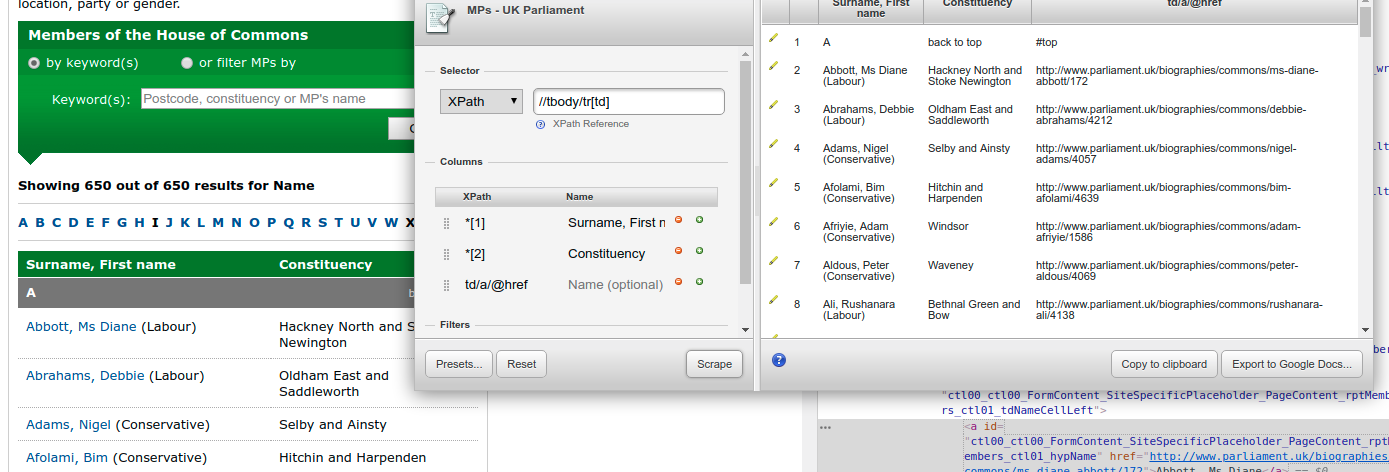 location, party or gender.
Members of the House of Commons
by keyword(s)
or filter MPs by
Keyword(s):
Postcode, constituency or MP's name
Showing 650 out of 650 results for Name
A B C D E F G H I J K L M N O P Q R S T U V W X
Surname, First name
Constituency
A
Abbott, Ms Diane (Labour)
Hackney North and S
Newington
Abrahams, Debbie (Labour)
Oldham East and
Saddleworth
Adams, Nigel (Conservative)
Selby and Ainsty
Afolami, Bim (Conservative)
Hitchin and Harpenden
MPs - UK Parliament
Selector
XPath
//tbody/tr[td]
XPath Reference
Columns
XPath
Name
*[1]
Surname, First n
*[2]
Constituency
td/a/@href
Name (optional)
Filters
Presets...
Reset
Scrape
Surname, First
name
Constituency
td/a/@href
1
A
back to top
#top
2
Abbott, Ms Diane
(Labour)
Hackney North and
Stoke Newington
http://www.parliament.uk/biographies/commons/ms-diane-
abbott/172
3
Abrahams, Debbie
(Labour)
Oldham East and
Saddleworth
http://www.parliament.uk/biographies/commons/debbie-
abrahams/4212
4
Adams, Nigel
(Conservative)
Selby and Ainsty
http://www.parliament.uk/biographies/commons/nigel-
adams/4057
5
Afolami, Bim
(Conservative)
Hitchin and
Harpenden
http://www.parliament.uk/biographies/commons/bim-
afolami/4639
6
Afriyie, Adam
(Conservative)
Windsor
http://www.parliament.uk/biographies/commons/adam-
afriyie/1586
7
Aldous, Peter
(Conservative)
Waveney
http://www.parliament.uk/biographies/commons/peter-
aldous/4069
8
Ali, Rushanara
(Labour)
Bethnal Green and
Bow
http://www.parliament.uk/biographies/commons/rushanara-
ali/4138
Copy to clipboard
Export to Google Docs...
"ctl00_ctl00_FormContent_SiteSpecificPlaceholder_PageContent_rptMemb
rs_ctl01_tdNameCellLeft">
<a id=
"ctl00_ctl00_FormContent_SiteSpecificPlaceholder_PageContent_rptM
embers_ctl01_hypName" href="http://www.parliament.uk/biographies
commons/ms-diane-abbott/172">Abbott, Ms Diane</a> == $0